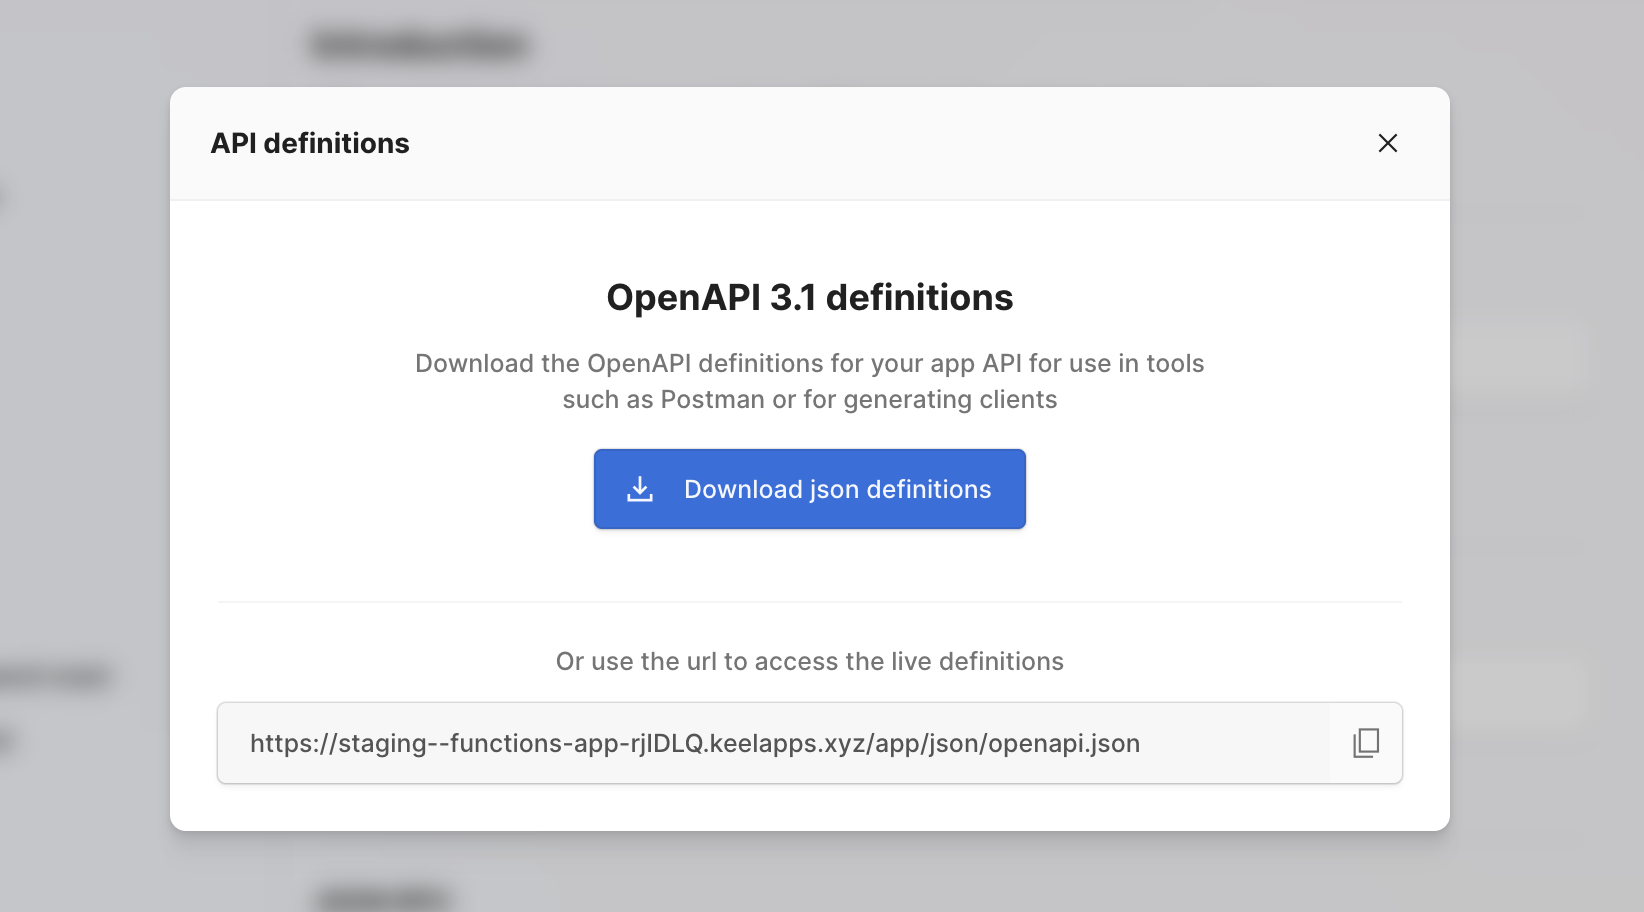 API definitions
OpenAPI 3.1 definitions
Download the OpenAPI definitions for your app API for use in tools
such as Postman or for generating clients
Download json definitions
Or use the url to access the live definitions
https://staging--functions-app-rjIDLQ.keelapps.xyz/app/json/openapi.json